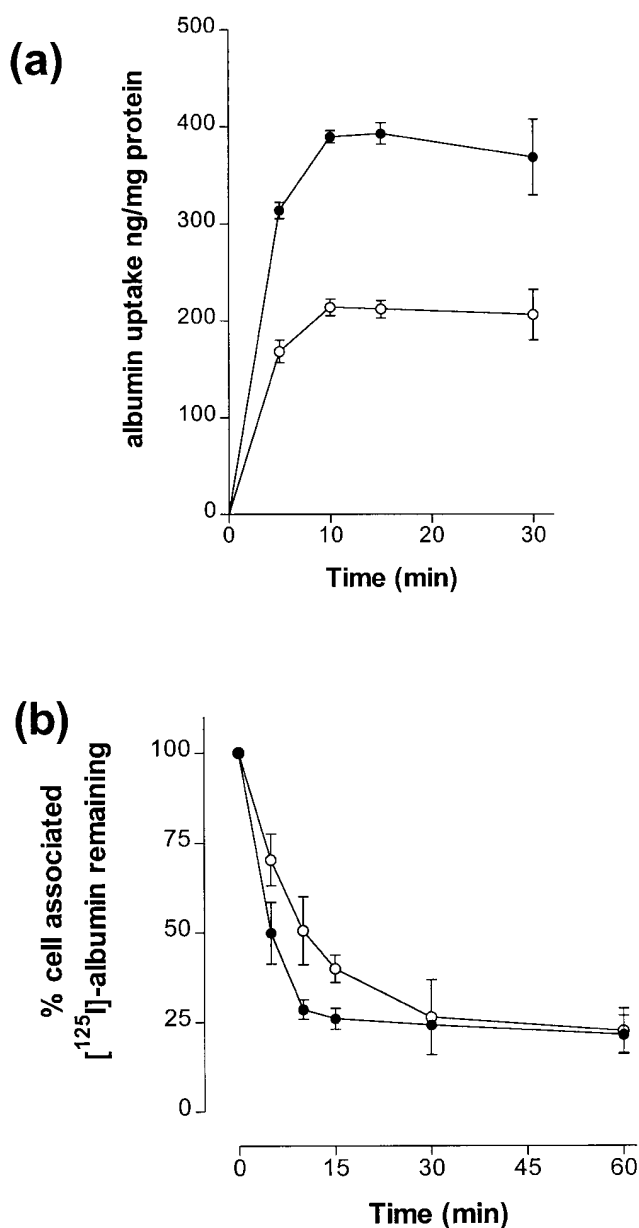 (a)
albumin uptake ng/mg protein
500
400
300
200
100
0
0 10 20 30
Time (min)
(b)
% cell associated
[¹²⁵I]-albumin remaining
100
75
50
25
0
0 15 30 45 60
Time (min)